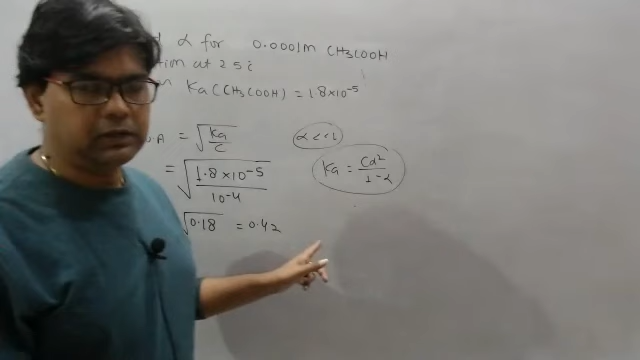 α for 0.0001m CH3COOH
at 25°c
Ka (CH3COOH) = 1.8×10⁻⁵
= √(Ka/C) α<<1
= √(1.8×10⁻⁵/10⁻⁴) Ka = Cα²/1-α
√0.18 = 0.42